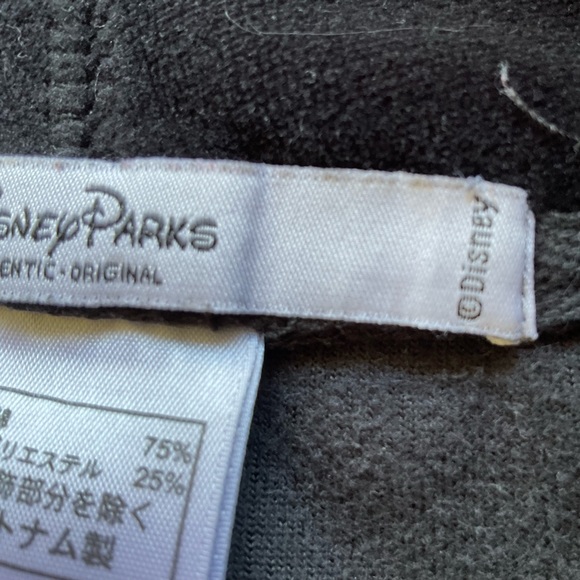 SNEY PARKS
ENTIC • ORIGINAL
©Disney
綿 75%
リエステル 25%
飾部分を除く
トナム製